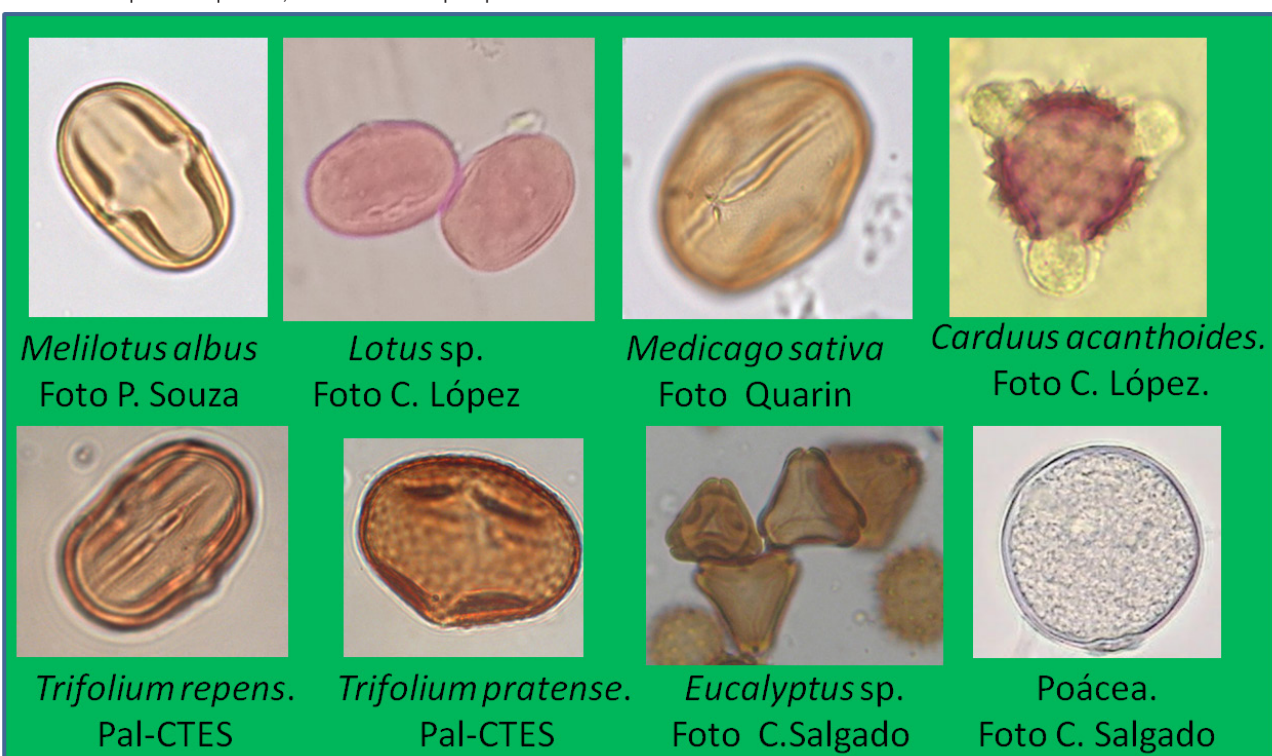 Melilotus albus
Foto P. Souza
Lotus sp.
Foto C. López
Medicago sativa
Foto Quarin
Carduus acanthoides.
Foto C. López.
Trifolium repens.
Pal-CTES
Trifolium pratense.
Pal-CTES
Eucalyptus sp.
Foto C.Salgado
Poácea.
Foto C. Salgado